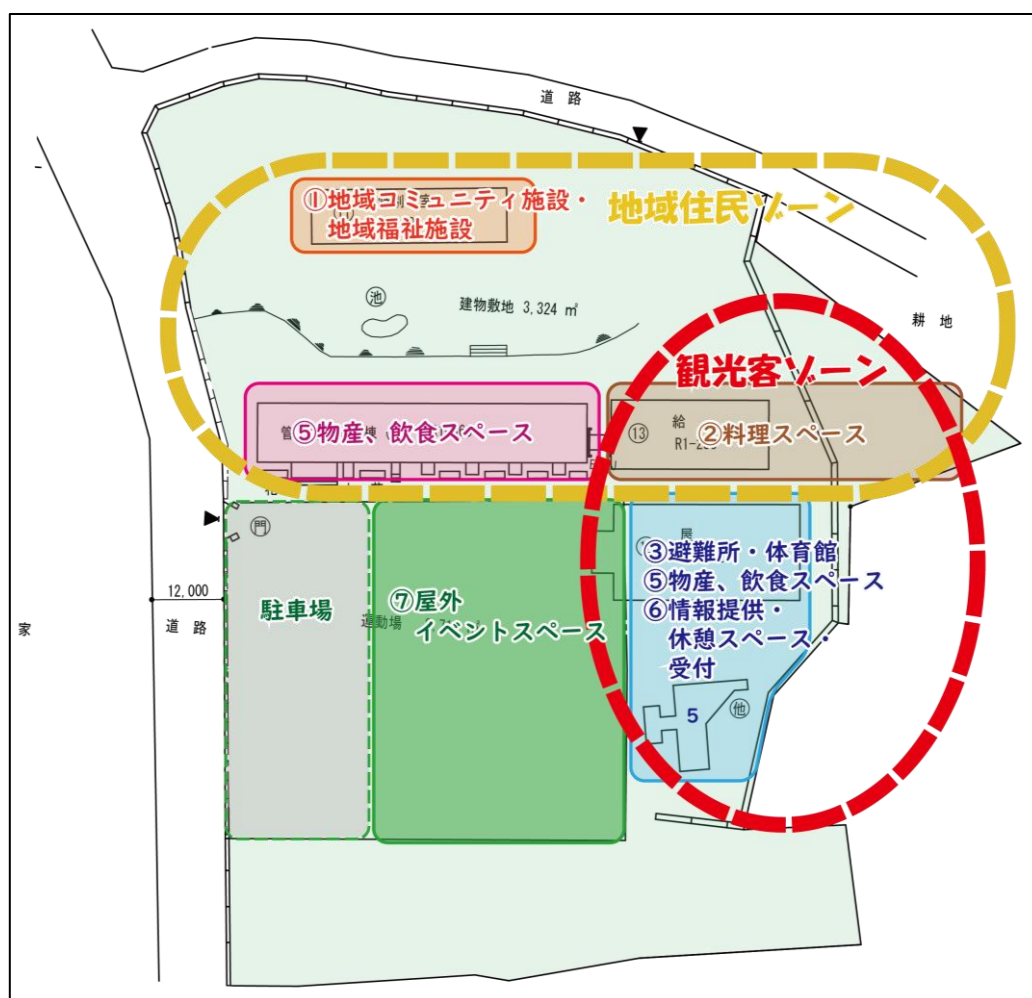 道路
①地域コミュニティ施設・
地域福祉施設
地域住民ゾーン
池
建物敷地 3,324 ㎡
耕地
観光客ゾーン
⑤物産、飲食スペース
管
棟
給
⑬
②料理スペース
門
③避難所・体育館
⑤物産、飲食スペース
⑥情報提供・
休憩スペース・
受付
12,000
道路
家
駐車場
⑦屋外
イベントスペース
運動場
5
他